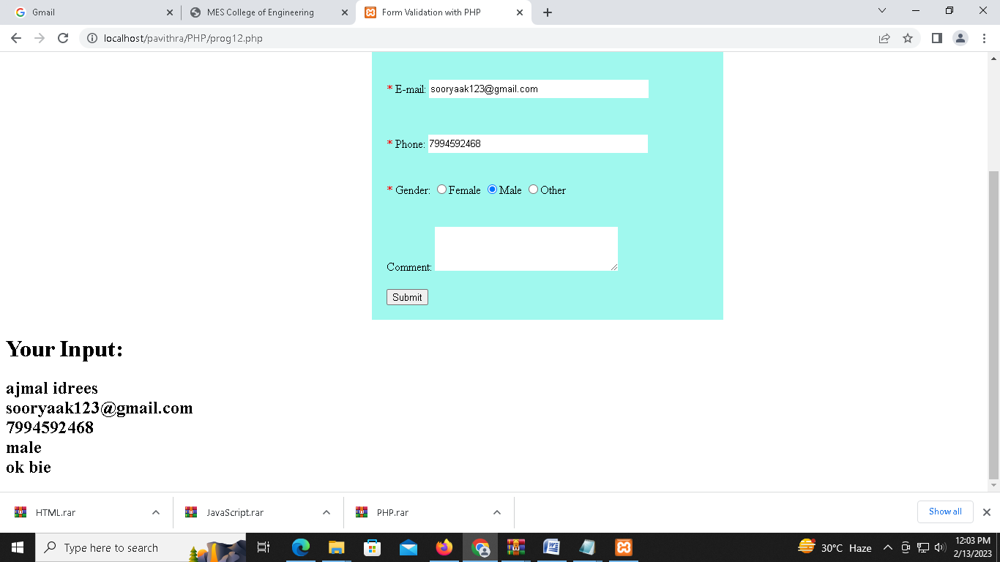 Gmail
MES College of Engineering
Form Validation with PHP
localhost/pavithra/PHP/prog12.php
* E-mail: sooryaak123@gmail.com
* Phone: 7994592468
* Gender: Female Male Other
Comment:
Submit
Your Input:
ajmal idrees
sooryaak123@gmail.com
7994592468
male
ok bie
HTML.rar
JavaScript.rar
PHP.rar
Show all
Type here to search
30°C Haze
12:03 PM
2/13/2023